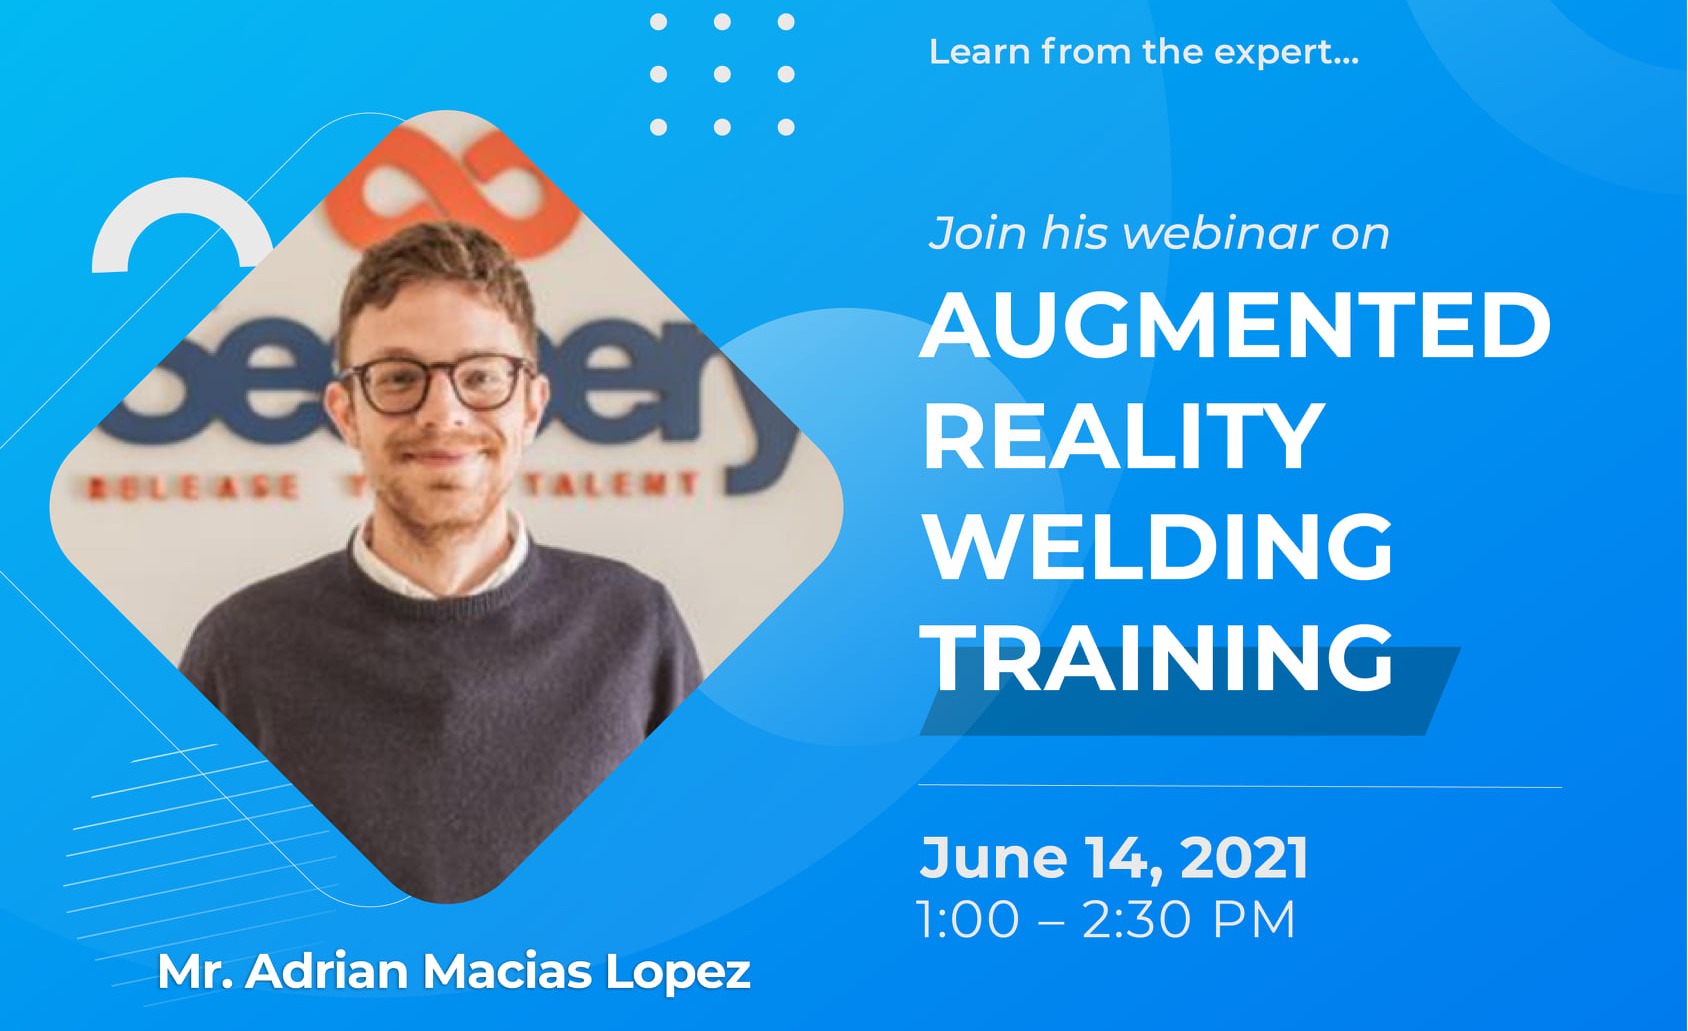 Learn from the expert...
Join his webinar on
AUGMENTED
REALITY
WELDING
TRAINING
June 14, 2021
1:00 – 2:30 PM
RELEASE
TALENT
Mr. Adrian Macias Lopez